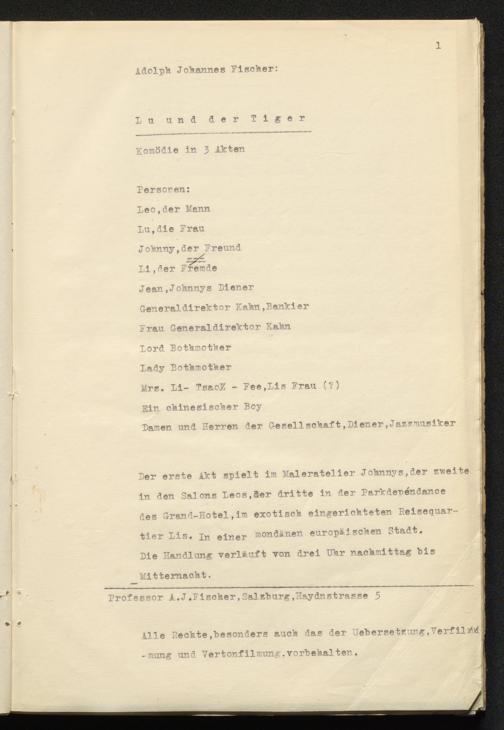 1
Adolph Johannes Fischer:
Lu und der Tiger
Komödie in 3 Akten
Personen:
Leo,der Mann
Lu,die Frau
Johnny,der Freund
Li,der Fremde
Jean,Johnnys Diener
Generaldirektor Kahn,Bankier
Frau Generaldirektor Kahn
Lord Bothmother
Lady Bothmother
Mrs. Li- TsacK - Fee,Lis Frau (?)
Ein chinesischer Boy
Damen und Herren der Gesellschaft,Diener,Jazzmusiker
Der erste Akt spielt im Maleratelier Johnnys,der zweite
in den Salons Leos,der dritte in der Parkdepéndance
des Grand-Hotel,im exotisch eingerichteten Reisequar-
tier Lis. In einer mondänen europäischen Stadt.
Die Handlung verläuft von drei Uhr nachmittag bis
Mitternacht.
Professor A.J.Fischer,Salzburg,Haydnstrasse 5
Alle Rechte,besonders auch das der Uebersetzung,Verfil
-mung und Vertonfilmung.vorbehalten.